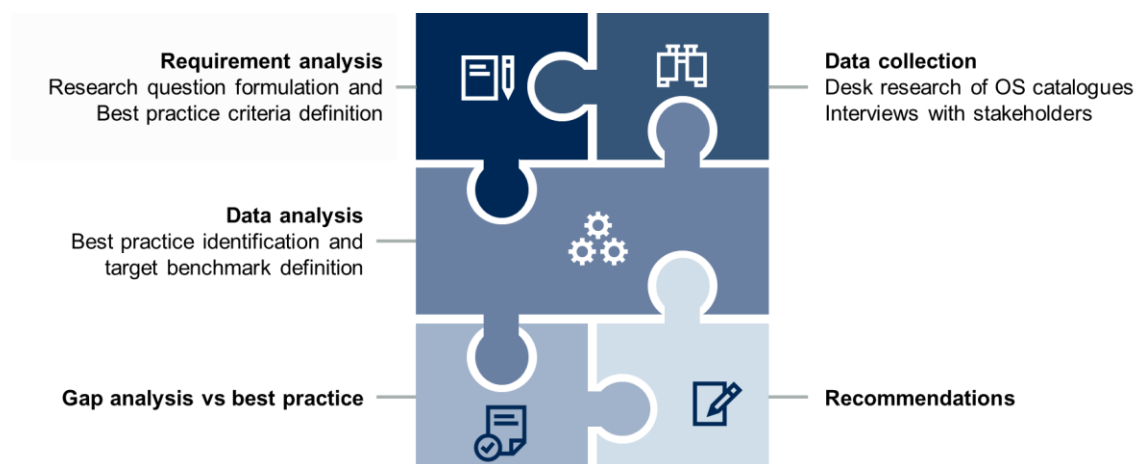 Requirement analysis
Research question formulation and
Best practice criteria definition
Data collection
Desk research of OS catalogues
Interviews with stakeholders
Data analysis
Best practice identification and
target benchmark definition
Gap analysis vs best practice
Recommendations